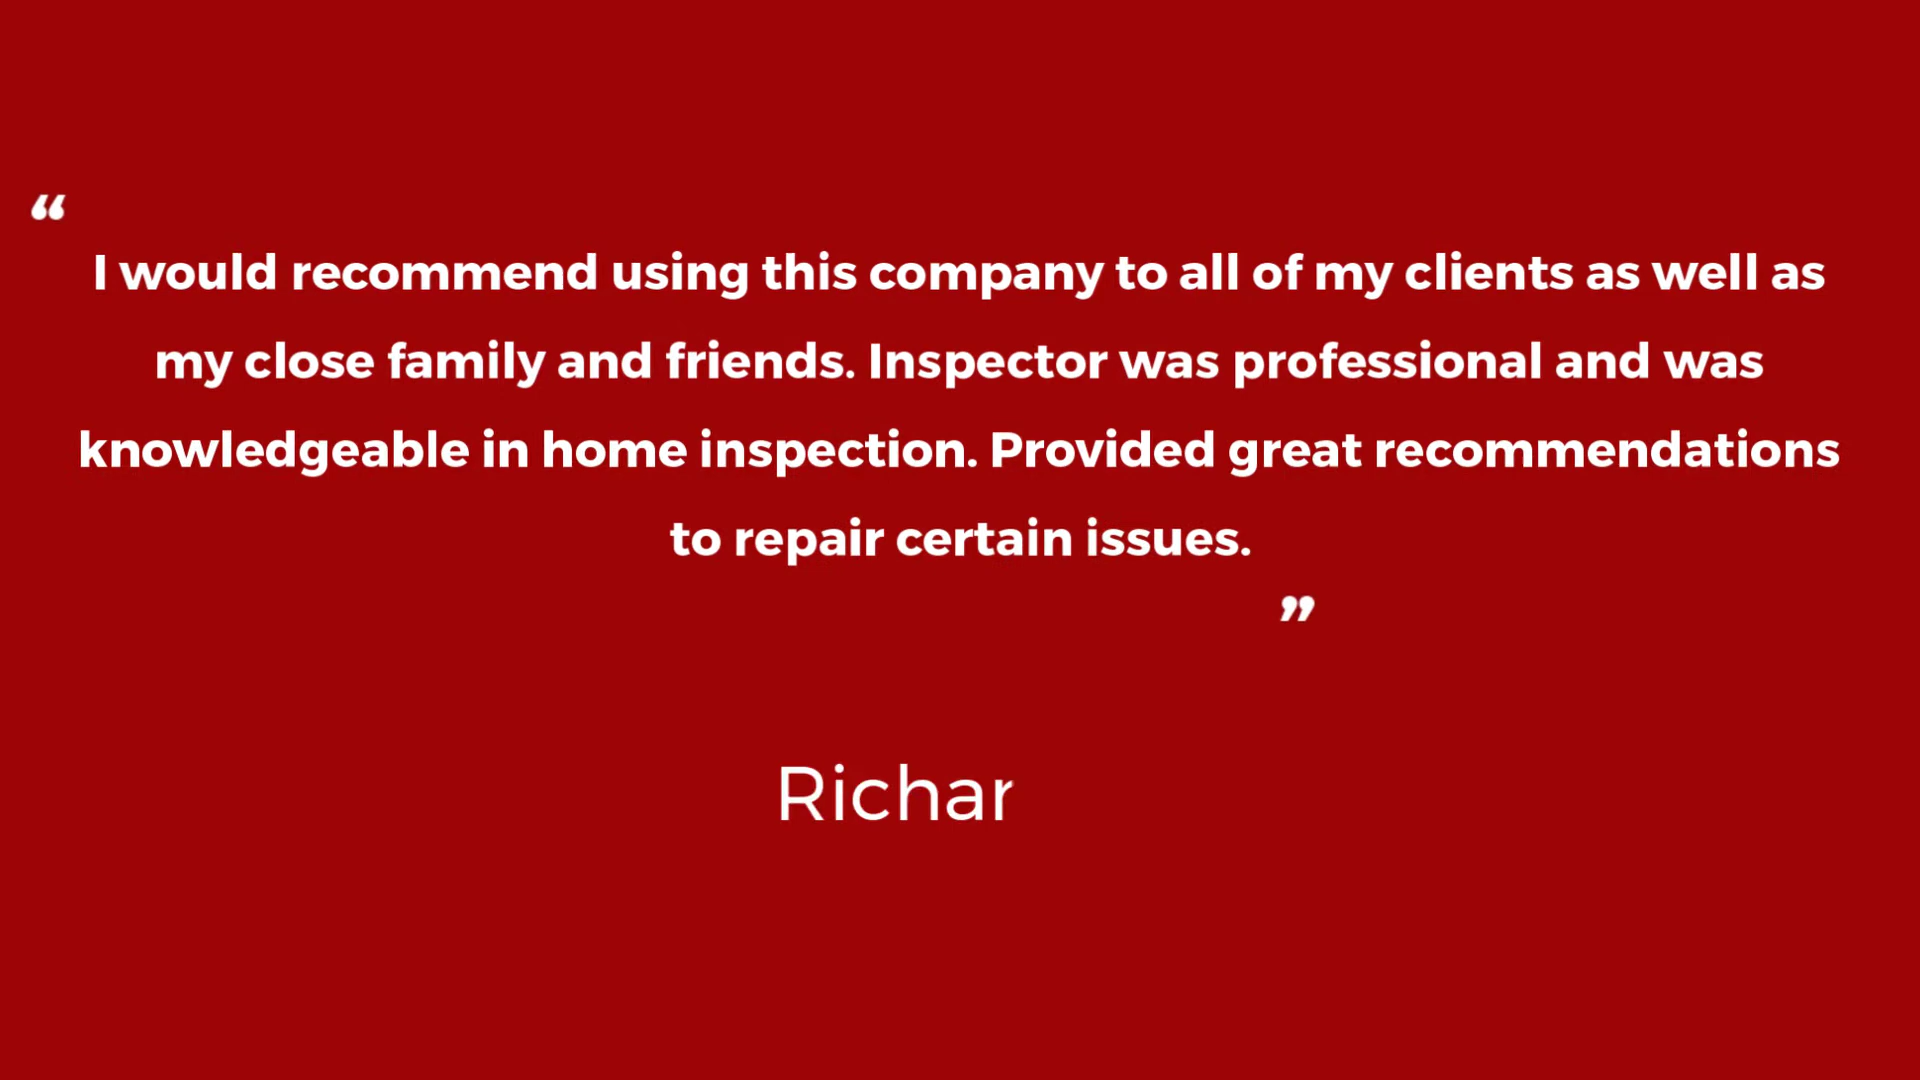 “
I would recommend using this company to all of my clients as well as
my close family and friends. Inspector was professional and was
knowledgeable in home inspection. Provided great recommendations
to repair certain issues.
”
Richar